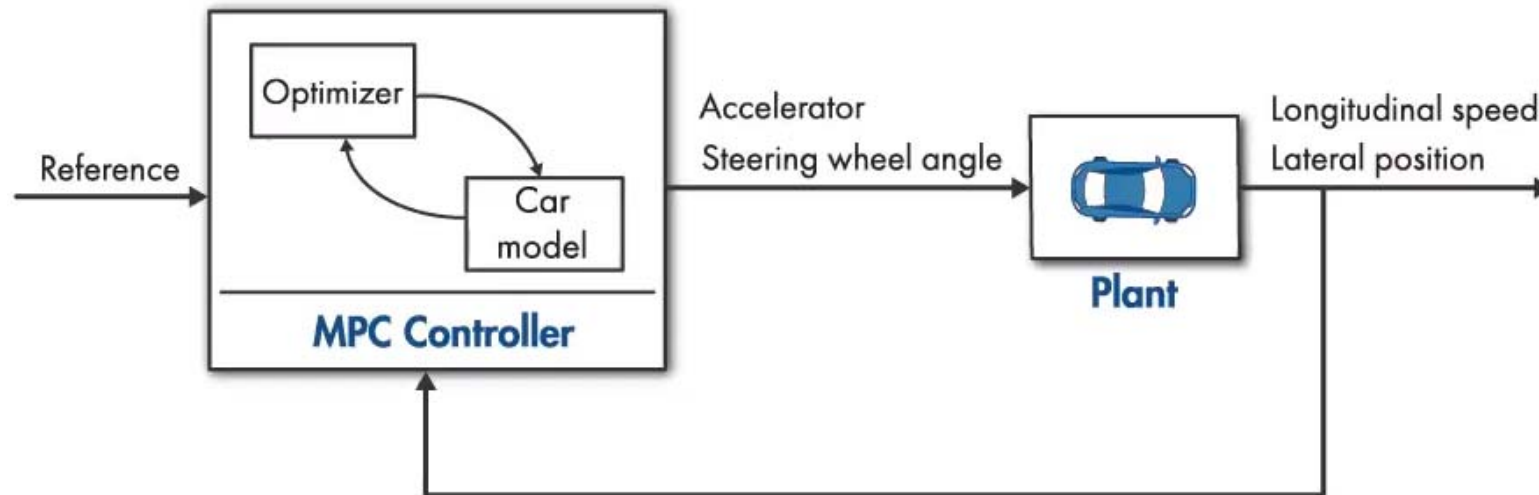 Reference
Optimizer
Car
model
MPC Controller
Accelerator
Steering wheel angle
Plant
Longitudinal speed
Lateral position